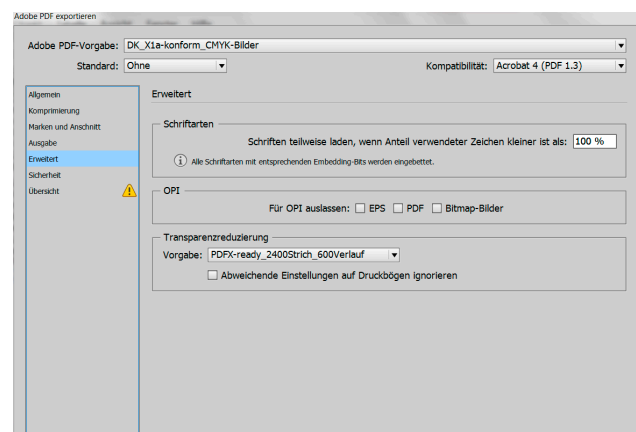 Adobe PDF exportieren
Adobe PDF-Vorgabe: DK_X1a-konform_CMYK-Bilder
Standard: Ohne Kompatibilität: Acrobat 4 (PDF 1.3)
Allgemein
Komprimierung
Marken und Anschnitt
Ausgabe
Erweitert
Sicherheit
Übersicht
Erweitert
Schriftarten
Schriften teilweise laden, wenn Anteil verwendeter Zeichen kleiner ist als: 100 %
Alle Schriftarten mit entsprechenden Embedding-Bits werden eingebettet.
OPI
Für OPI auslassen: EPS PDF Bitmap-Bilder
Transparenzreduzierung
Vorgabe: PDFX-ready_2400Strich_600Verlauf
Abweichende Einstellungen auf Druckbögen ignorieren